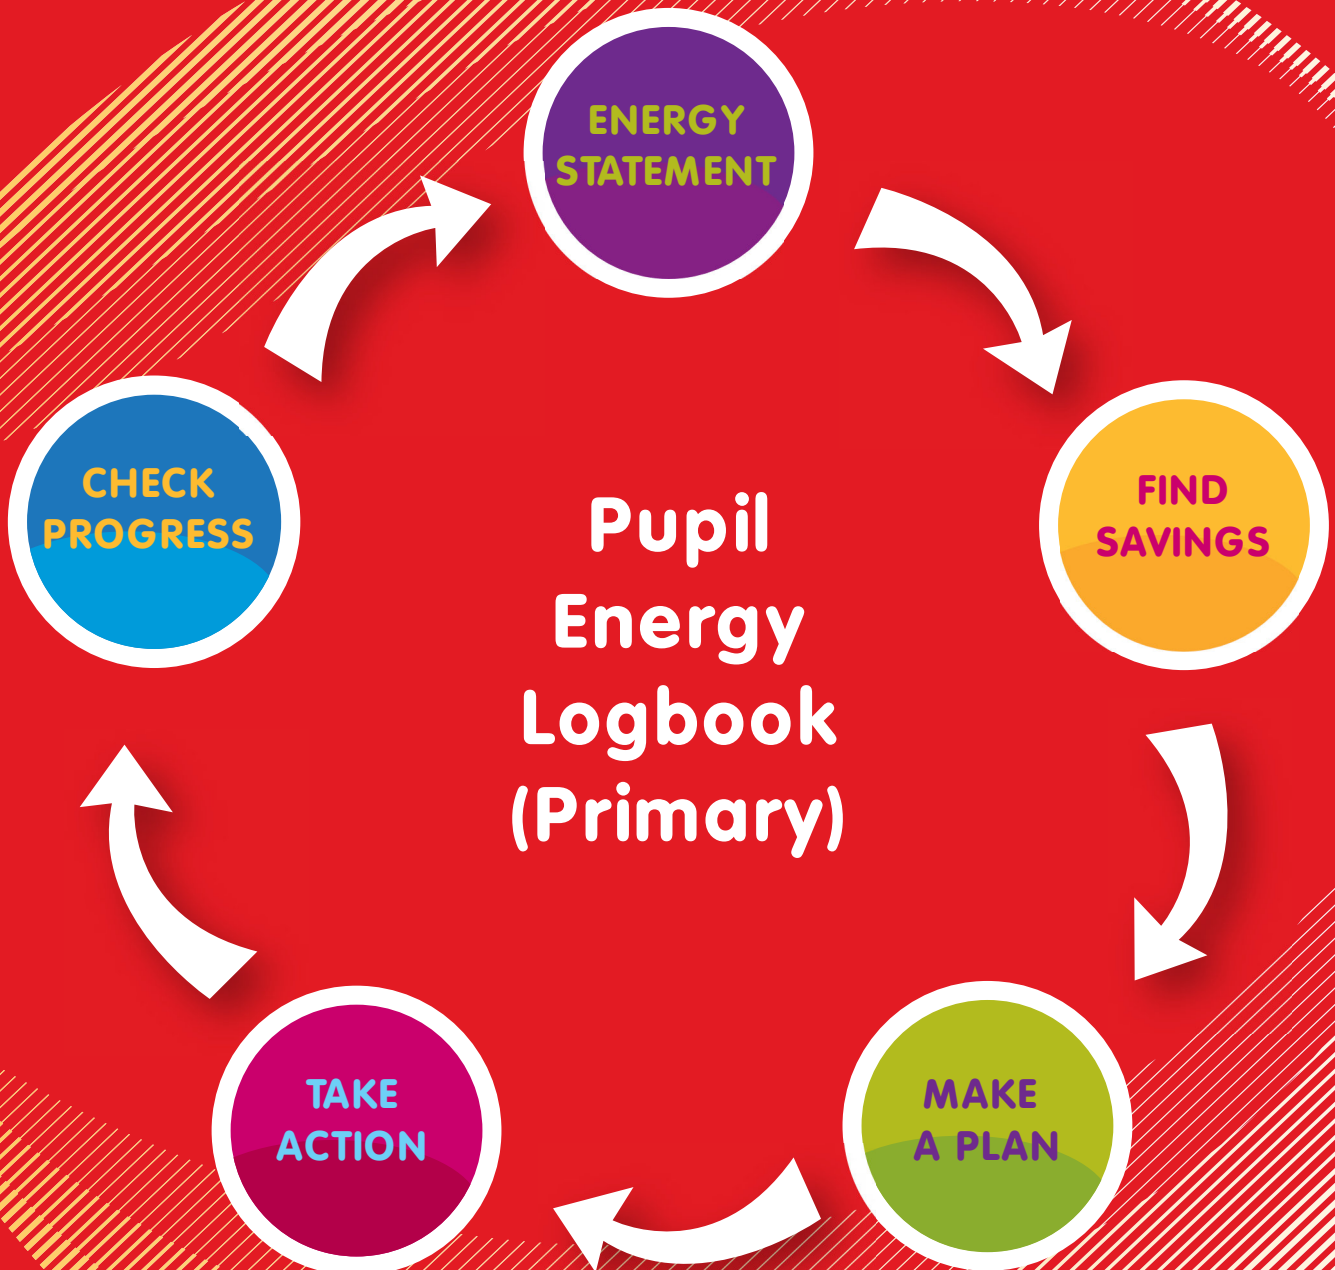 ENERGY
STATEMENT
FIND
SAVINGS
MAKE
A PLAN
TAKE
ACTION
CHECK
PROGRESS
Pupil
Energy
Logbook
(Primary)